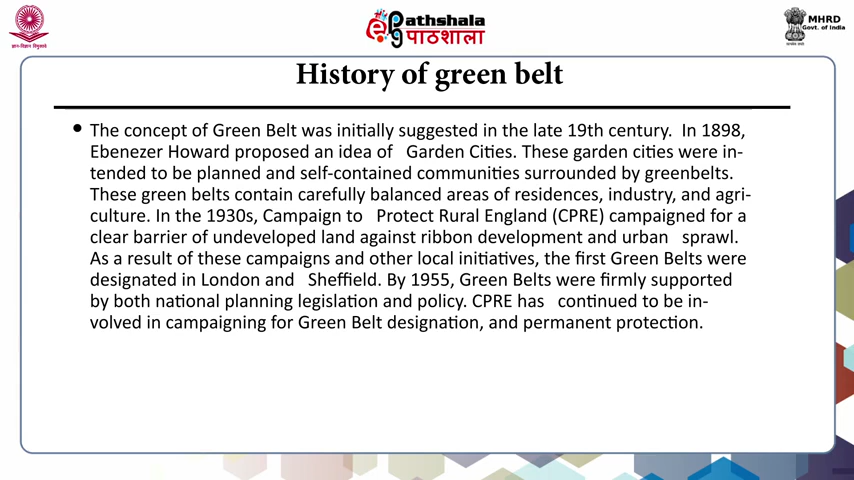 ज्ञान-विज्ञान विमुक्तये
Pathshala
पाठशाला
MHRD
Govt. of India
सत्यमेव जयते
History of green belt
• The concept of Green Belt was initially suggested in the late 19th century. In 1898,
Ebenezer Howard proposed an idea of Garden Cities. These garden cities were in-
tended to be planned and self-contained communities surrounded by greenbelts.
These green belts contain carefully balanced areas of residences, industry, and agri-
culture. In the 1930s, Campaign to Protect Rural England (CPRE) campaigned for a
clear barrier of undeveloped land against ribbon development and urban sprawl.
As a result of these campaigns and other local initiatives, the first Green Belts were
designated in London and Sheffield. By 1955, Green Belts were firmly supported
by both national planning legislation and policy. CPRE has continued to be in-
volved in campaigning for Green Belt designation, and permanent protection.